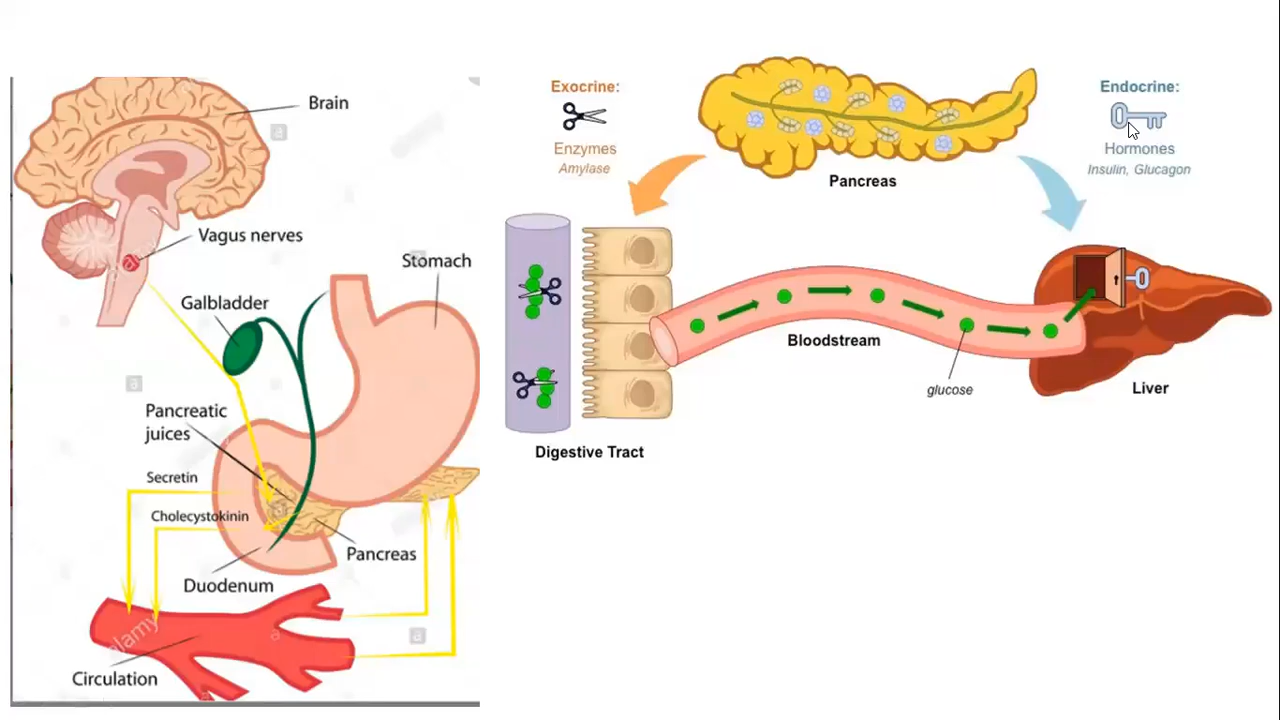 Brain
Vagus nerves
Stomach
Galbladder
Pancreatic
juices
Secretin
Cholecystokinin
Pancreas
Duodenum
Circulation
alamy
a
a
a
a
a
a
a
Exocrine:
Enzymes
Amylase
Pancreas
Endocrine:
Hormones
Insulin, Glucagon
Digestive Tract
Bloodstream
glucose
Liver